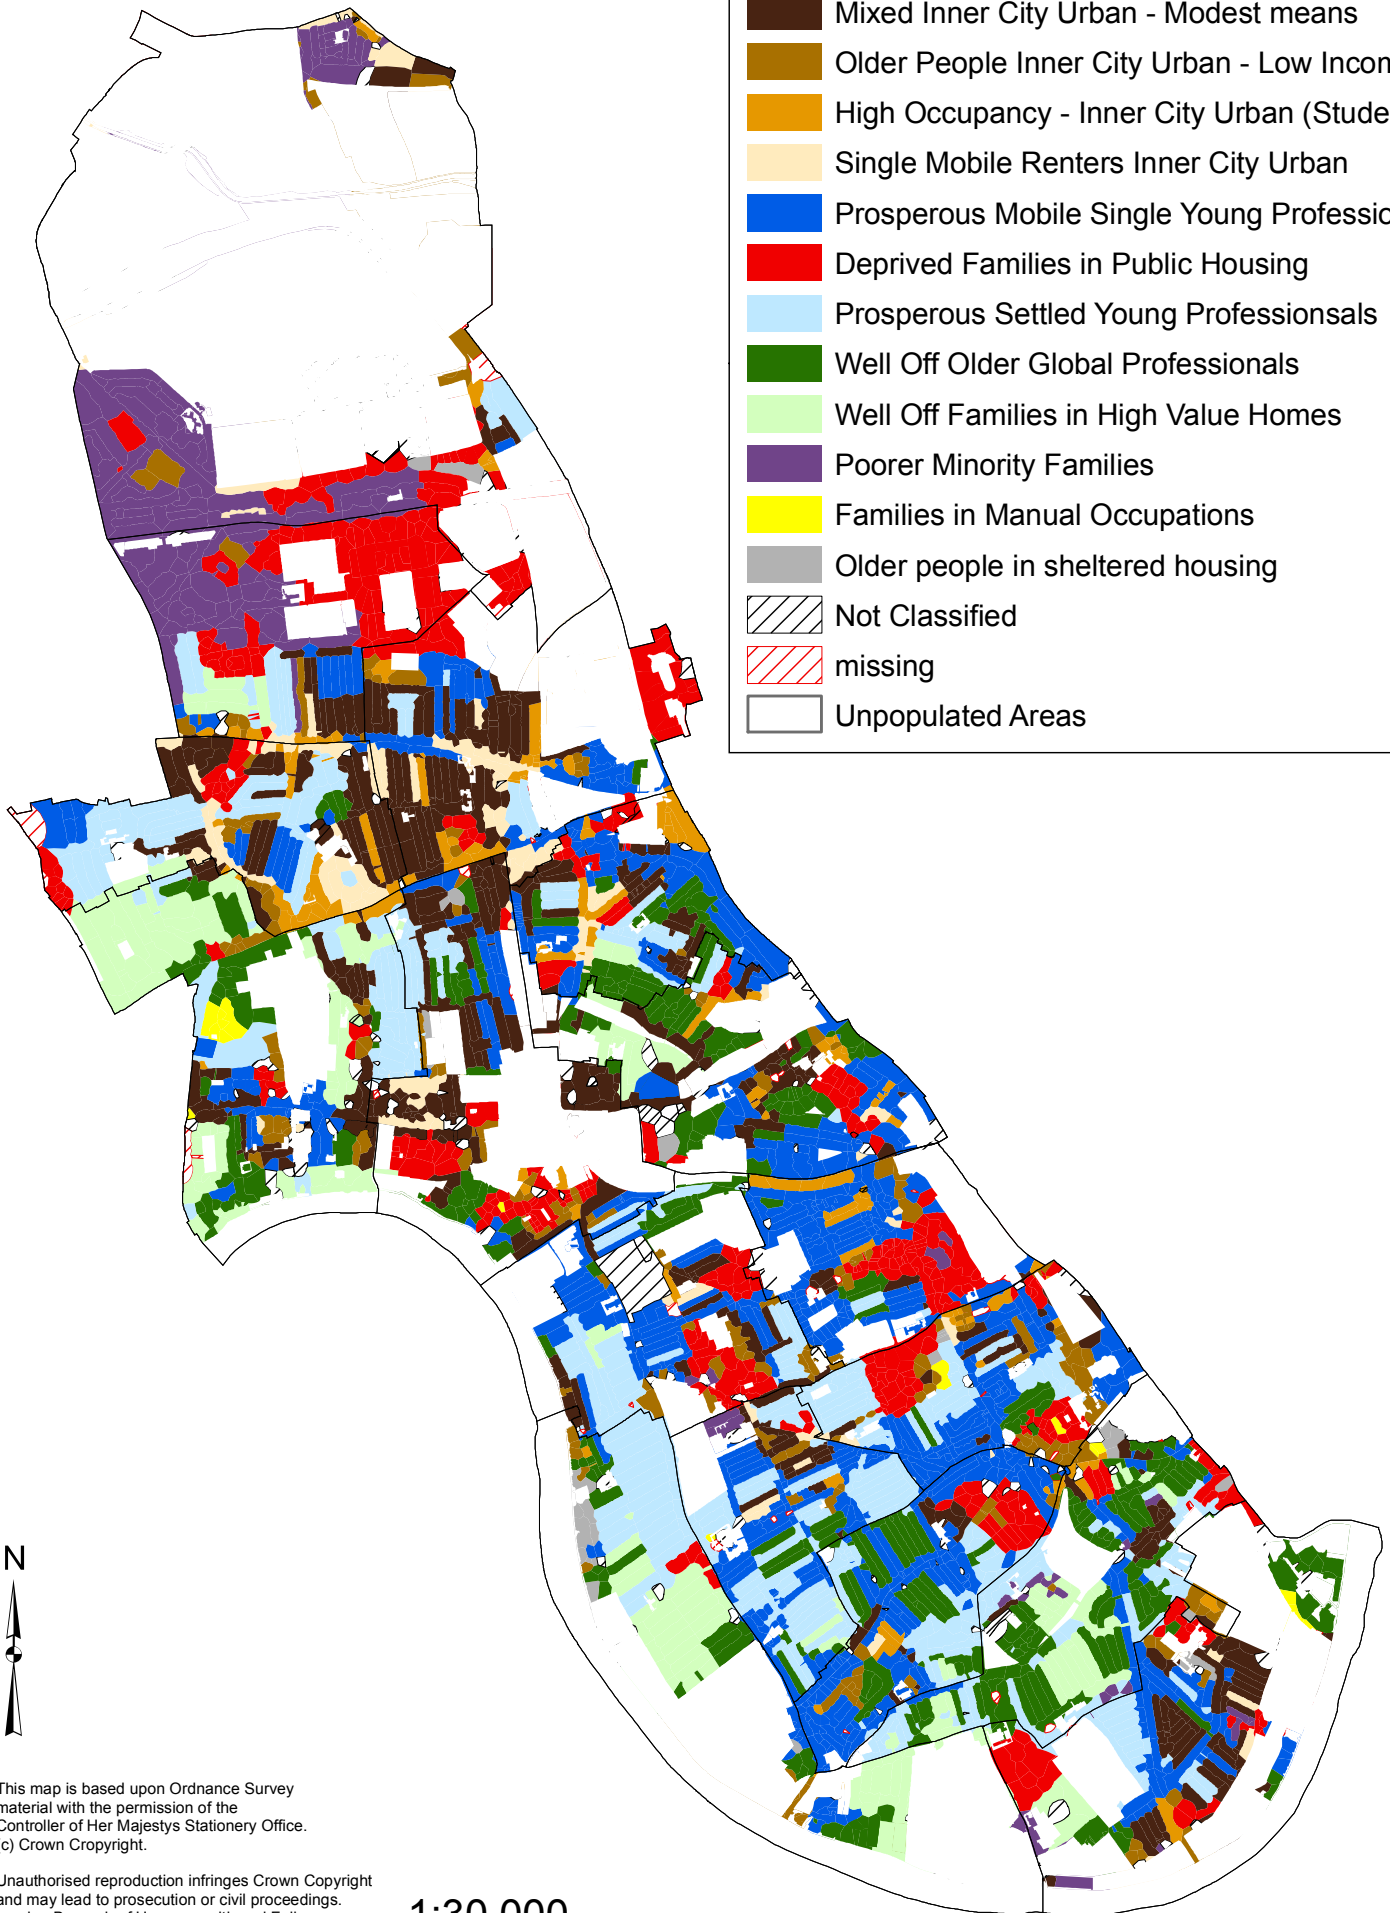 Mixed Inner City Urban - Modest means
Older People Inner City Urban - Low Incom
High Occupancy - Inner City Urban (Stude
Single Mobile Renters Inner City Urban
Prosperous Mobile Single Young Professio
Deprived Families in Public Housing
Prosperous Settled Young Professionsals
Well Off Older Global Professionals
Well Off Families in High Value Homes
Poorer Minority Families
Families in Manual Occupations
Older people in sheltered housing
Not Classified
missing
Unpopulated Areas
N
This map is based upon Ordnance Survey
material with the permission of the
Controller of Her Majestys Stationery Office.
(c) Crown Cropyright.
Unauthorised reproduction infringes Crown Copyright
and may lead to prosecution or civil proceedings.
1:30,000